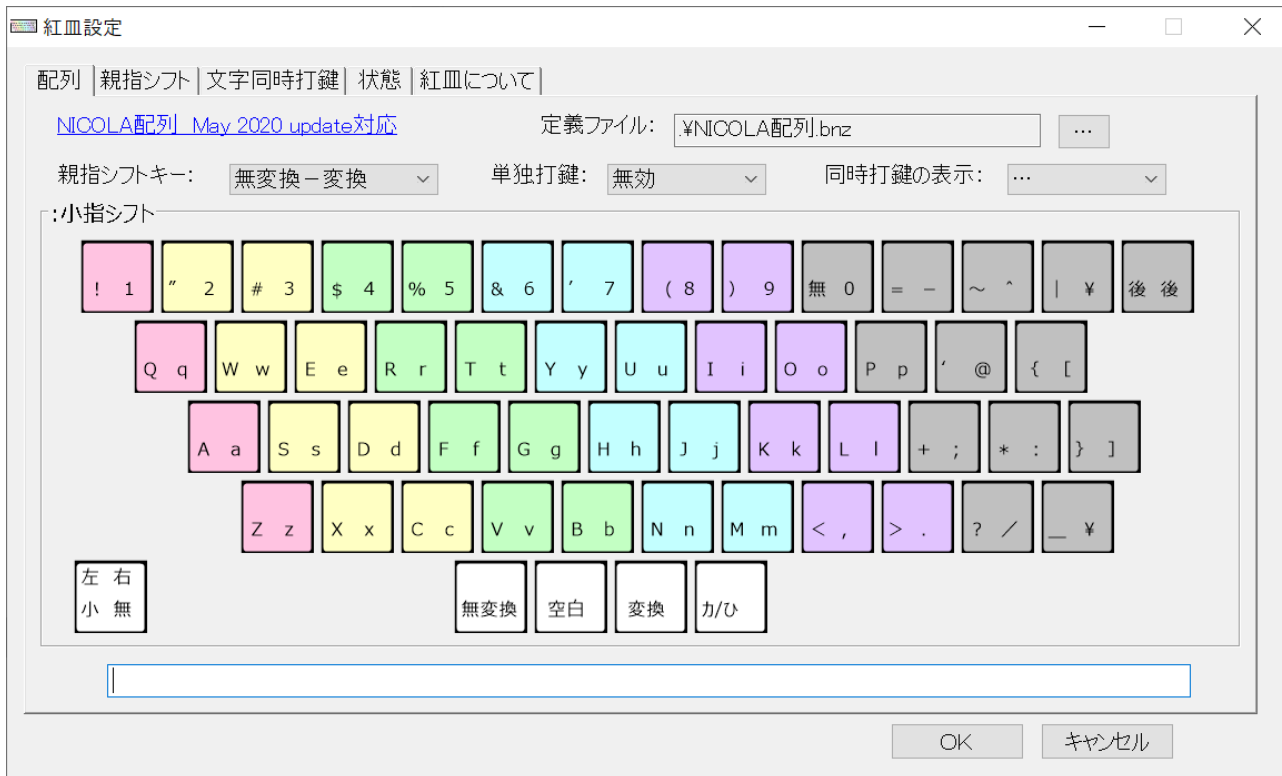 紅皿設定
配列 親指シフト 文字同時打鍵 状態 紅皿について
NICOLA配列 May 2020 update対応 定義ファイル: .¥NICOLA配列.bnz ...
親指シフトキー: 無変換－変換 単独打鍵: 無効 同時打鍵の表示: ...
:小指シフト
! 1 ” 2 # 3 $ 4 % 5 & 6 ’ 7 ( 8 ) 9 無 0 = － ～ ＾ | ￥ 後 後
Q q W w E e R r T t Y y U u I i O o P p ‘ @ { [
A a S s D d F f G g H h J j K k L l + ; * : } ]
Z z X x C c V v B b N n M m < , > . ? ／ ＿ ￥
左 右
小 無 無変換 空白 変換 カ/ひ
OK キャンセル